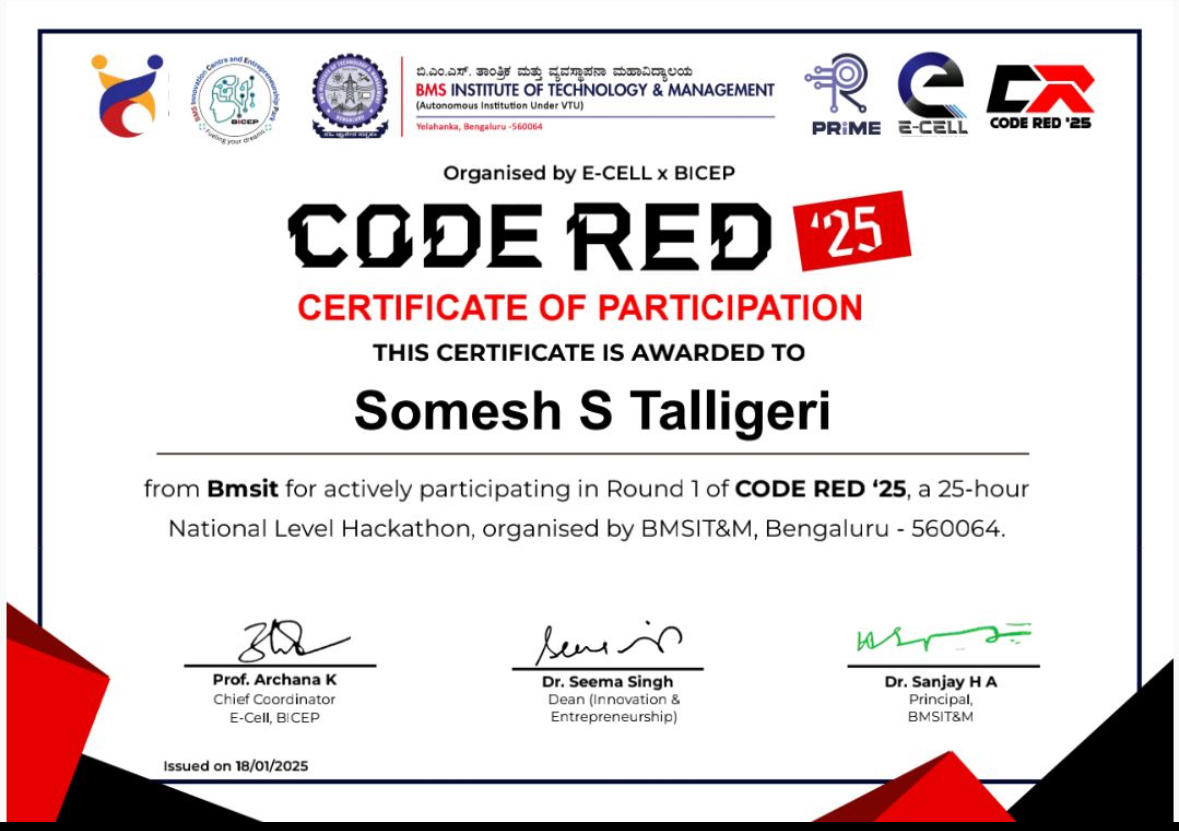 BMS Innovation Centre and Entrepreneurship Park
BICEP
Fueling your dreams
ಬಿ.ಎಂ.ಎಸ್. ತಾಂತ್ರಿಕ ಮತ್ತು ವ್ಯವಸ್ಥಾಪನಾ ಮಹಾವಿದ್ಯಾಲಯ
BMS INSTITUTE OF TECHNOLOGY & MANAGEMENT
(Autonomous Institution Under VTU)
Yelahanka, Bengaluru -560064
PRiME
E-CELL
CODE RED '25
Organised by E-CELL x BICEP
CODE RED '25
CERTIFICATE OF PARTICIPATION
THIS CERTIFICATE IS AWARDED TO
Somesh S Talligeri
from Bmsit for actively participating in Round 1 of CODE RED ‘25, a 25-hour
National Level Hackathon, organised by BMSIT&M, Bengaluru - 560064.
Prof. Archana K
Chief Coordinator
E-Cell, BICEP
Dr. Seema Singh
Dean (Innovation &
Entrepreneurship)
Dr. Sanjay H A
Principal,
BMSIT&M
Issued on 18/01/2025